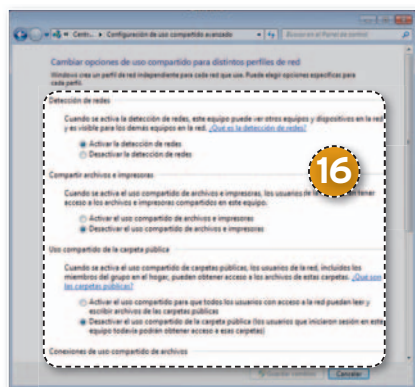 Centr... Configuración de uso compartido avanzado
Buscar en el Panel de control
Cambiar opciones de uso compartido para distintos perfiles de red
Windows crea un perfil de red independiente para cada red que use. Puede elegir opciones específicas para
cada perfil.
Detección de redes
Cuando se activa la detección de redes, este equipo puede ver otros equipos y dispositivos en la red
y es visible para los demás equipos en la red. ¿Qué es la detección de redes?
Activar la detección de redes
Desactivar la detección de redes
16
Compartir archivos e impresoras
Cuando se activa el uso compartido de archivos e impresoras, los usuarios de tener
acceso a los archivos e impresoras compartidos en este equipo.
Activar el uso compartido de archivos e impresoras
Desactivar el uso compartido de archivos e impresoras
Uso compartido de la carpeta pública
Cuando se activa el uso compartido de carpetas públicas, los usuarios de la red, incluidos los
miembros del grupo en el hogar, pueden obtener acceso a los archivos de estas carpetas. ¿Qué son
las carpetas públicas?
Activar el uso compartido para que todos los usuarios con acceso a la red puedan leer y
escribir archivos de las carpetas públicas
Desactivar el uso compartido de la carpeta pública (los usuarios que iniciaron sesión en este
equipo todavía podrán obtener acceso a esas carpetas)
Conexiones de uso compartido de archivos
Guardar cambios Cancelar